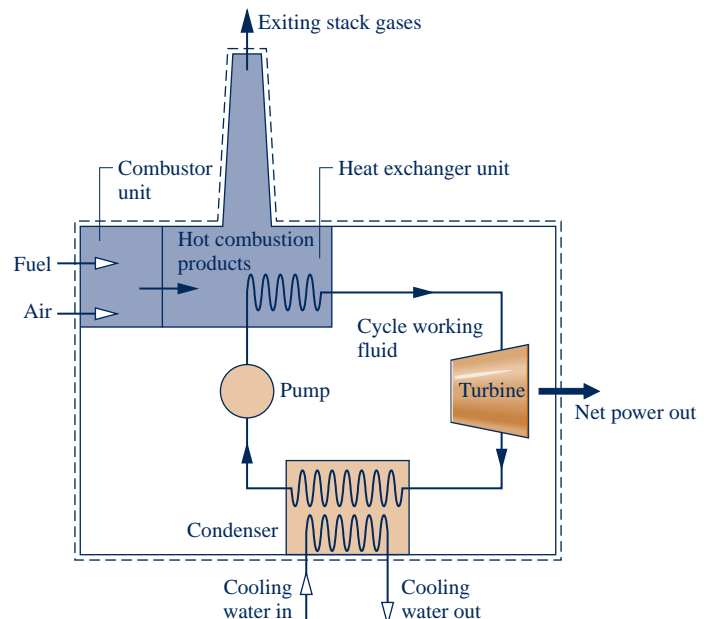 Exiting stack gases
Combustor
unit
Heat exchanger unit
Hot combustion
products
Fuel
Air
Cycle working
fluid
Pump
Turbine
Net power out
Condenser
Cooling
water in
Cooling
water out